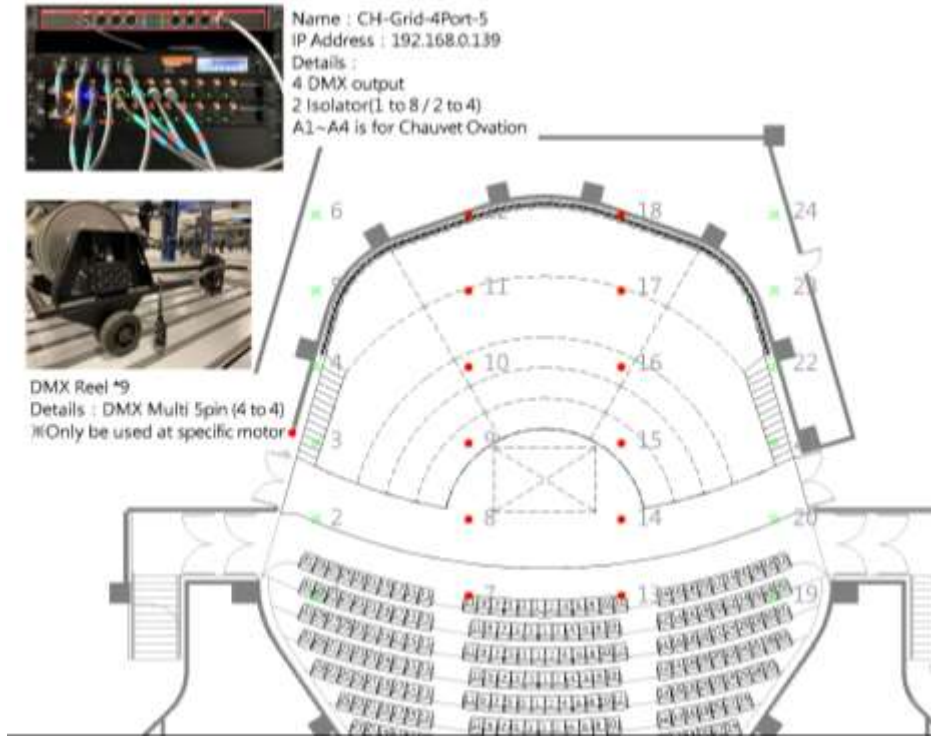 Name : CH-Grid-4Port-5
IP Address : 192.168.0.139
Details :
4 DMX output
2 Isolator(1 to 8 / 2 to 4)
A1~A4 is for Chauvet Ovation
DMX Reel *9
Details : DMX Multi 5pin (4 to 4)
※Only be used at specific motor
6
18
24
11
17
23
4
10
16
22
3
9
15
2
8
14
20
7
13
19